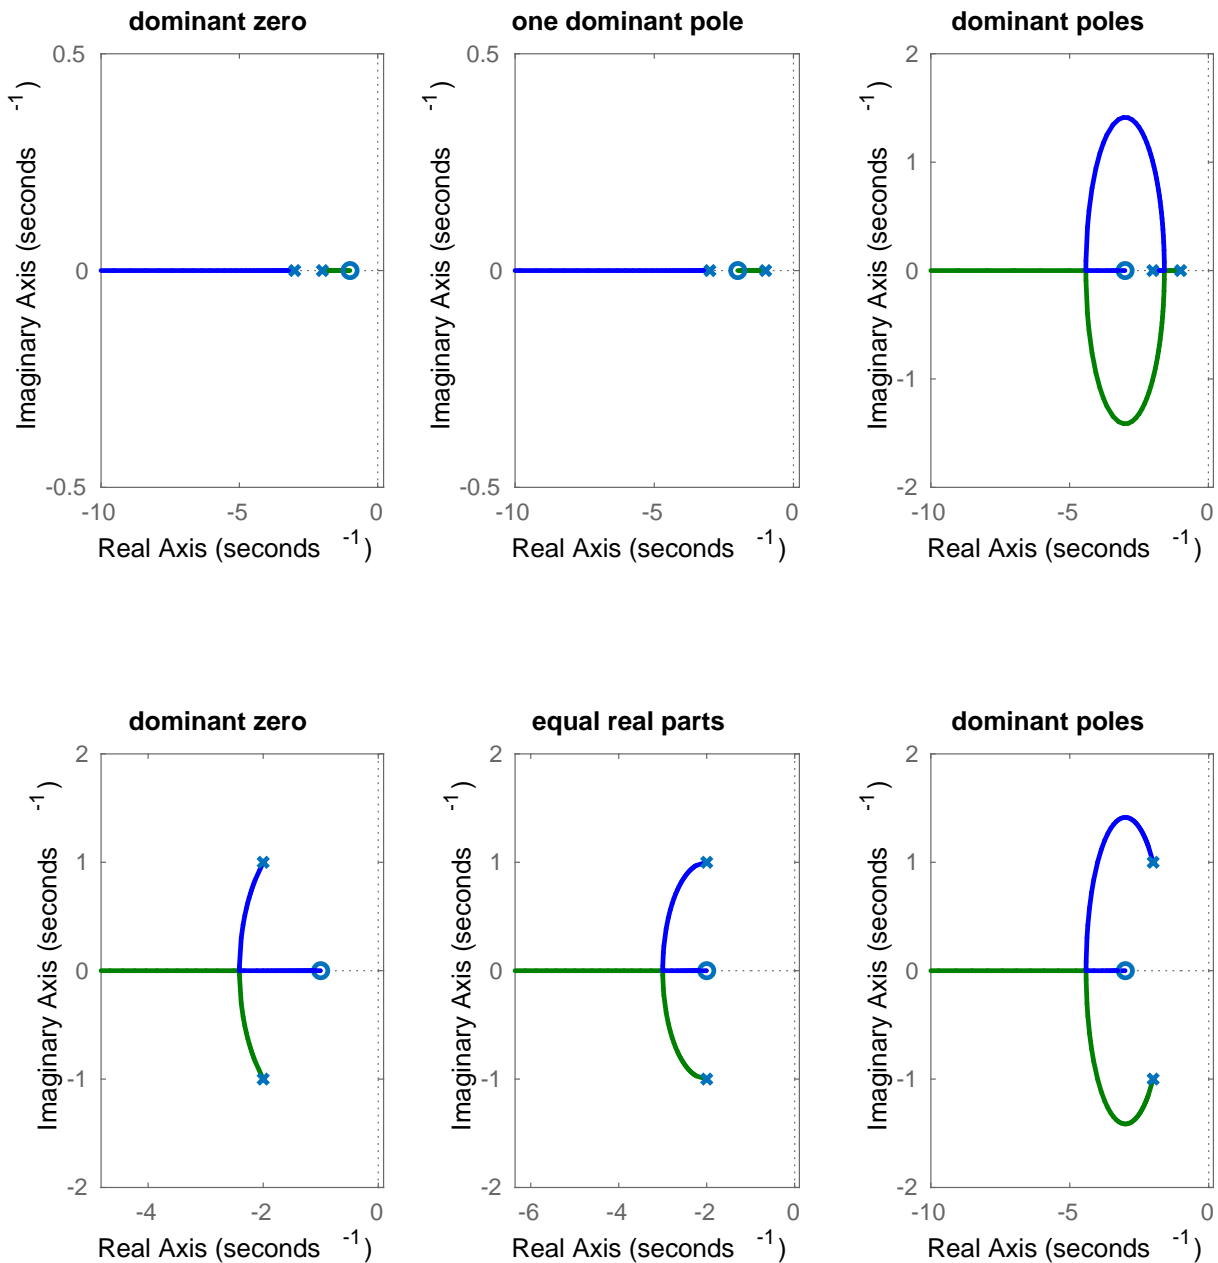 dominant zero
one dominant pole
dominant poles
0.5
0
-0.5
-10
-5
0
Real Axis (seconds -1)
Imaginary Axis (seconds -1)
0.5
0
-0.5
-10
-5
0
Real Axis (seconds -1)
Imaginary Axis (seconds -1)
2
1
0
-1
-2
-10
-5
0
Real Axis (seconds -1)
Imaginary Axis (seconds -1)
dominant zero
equal real parts
dominant poles
2
1
0
-1
-2
-4
-2
0
Real Axis (seconds -1)
Imaginary Axis (seconds -1)
2
1
0
-1
-2
-6
-4
-2
0
Real Axis (seconds -1)
Imaginary Axis (seconds -1)
2
1
0
-1
-2
-10
-5
0
Real Axis (seconds -1)
Imaginary Axis (seconds -1)